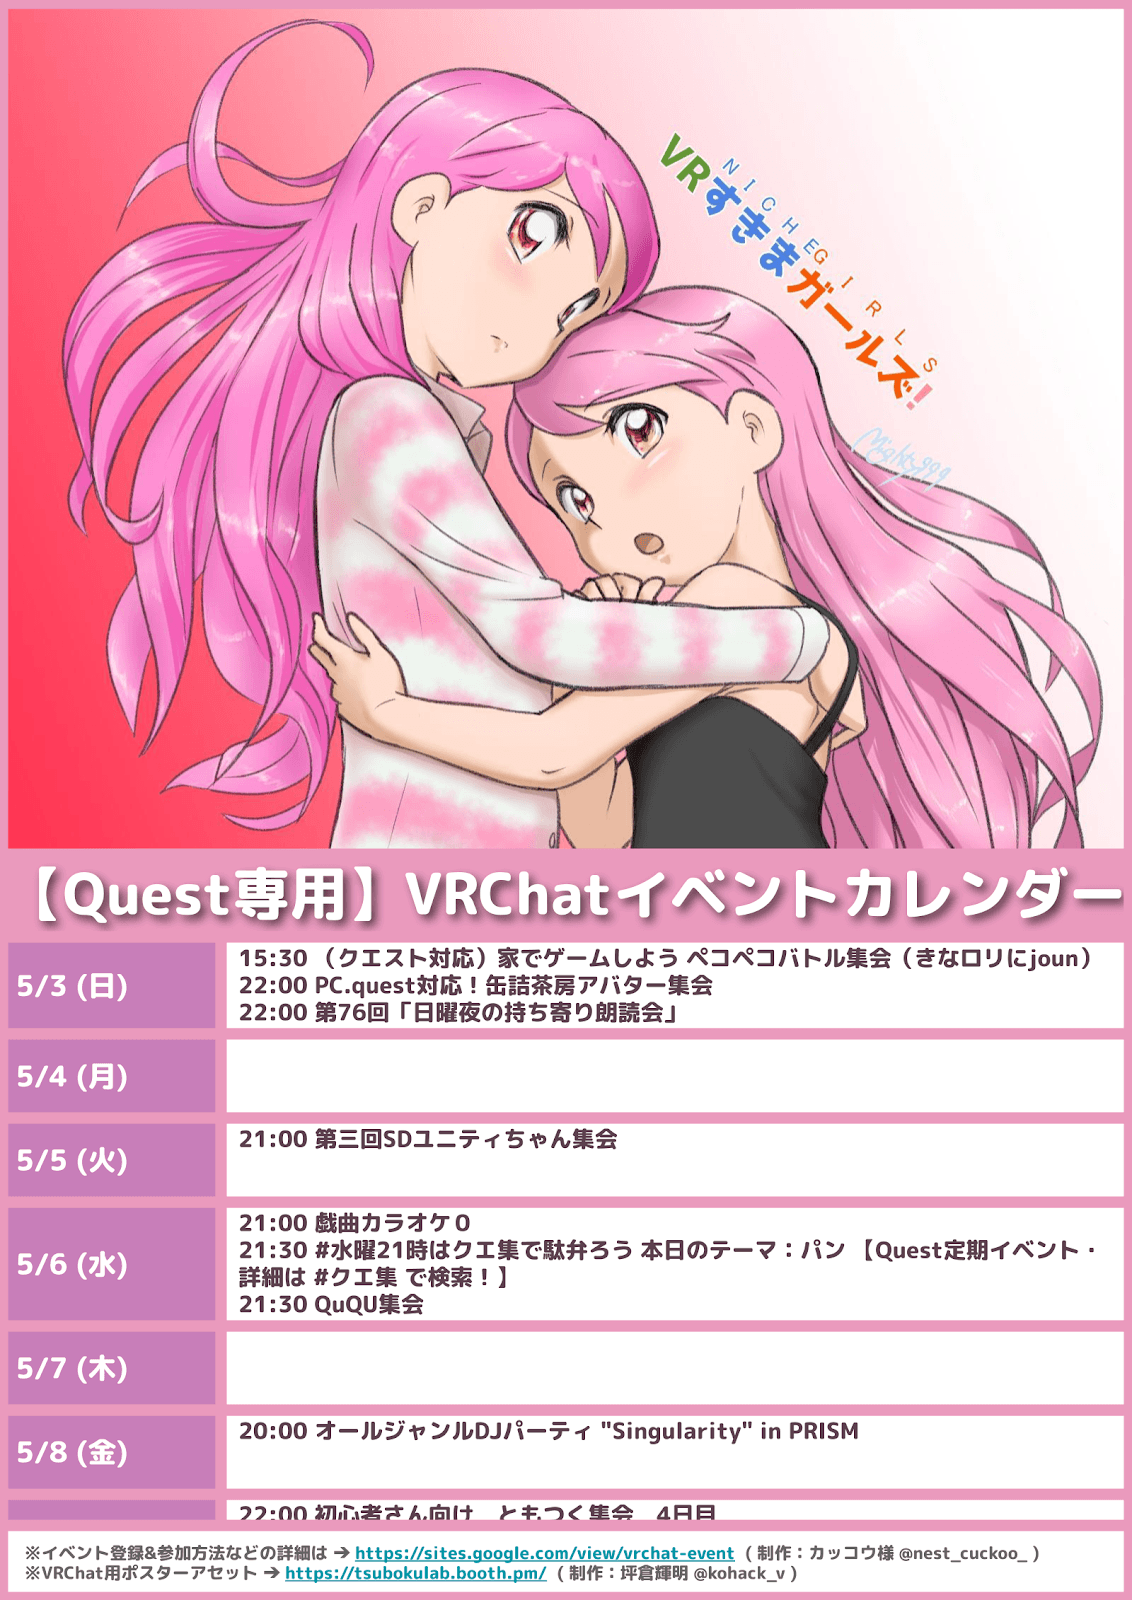 NICHEGIRLS
VRすきまガールズ!
Mighty999
【Quest専用】VRChatイベントカレンダー
5/3 (日)
15:30 （クエスト対応）家でゲームしよう ペコペコバトル集会（きなロリにjoun）
22:00 PC.quest対応！缶詰茶房アバター集会
22:00 第76回「日曜夜の持ち寄り朗読会」
5/4 (月)
5/5 (火)
21:00 第三回SDユニティちゃん集会
5/6 (水)
21:00 戯曲カラオケ０
21:30 #水曜21時はクエ集で駄弁ろう 本日のテーマ：パン 【Quest定期イベント・
詳細は #クエ集 で検索！】
21:30 QuQU集会
5/7 (木)
5/8 (金)
20:00 オールジャンルDJパーティ "Singularity" in PRISM
22:00 初心者さん向け　ともつく集会　4日目
※イベント登録&参加方法などの詳細は ➔ https://sites.google.com/view/vrchat-event ( 制作：カッコウ様 @nest_cuckoo_ )
※VRChat用ポスターアセット ➔ https://tsubokulab.booth.pm/ ( 制作：坪倉輝明 @kohack_v )